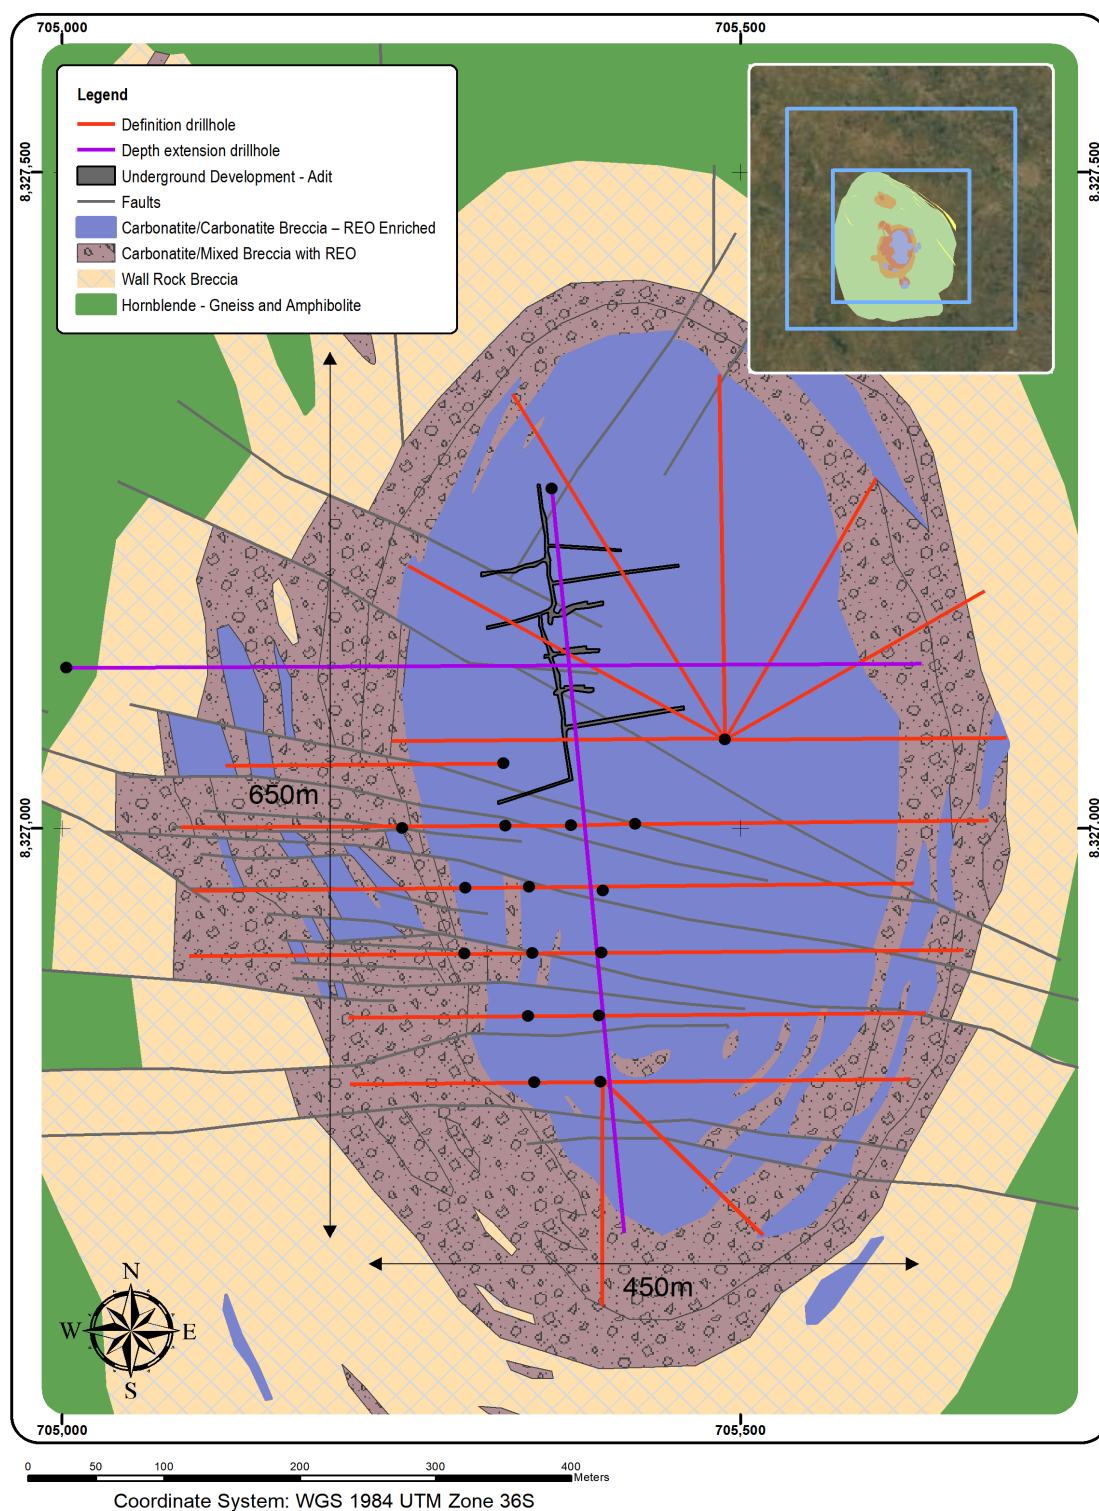 705,000
705,500
8,327,500
8,327,500
Legend
Definition drillhole
Depth extension drillhole
Underground Development - Adit
Faults
Carbonatite/Carbonatite Breccia – REO Enriched
Carbonatite/Mixed Breccia with REO
Wall Rock Breccia
Hornblende - Gneiss and Amphibolite
650m
8,327,000
8,327,000
450m
N
W
E
S
705,000
705,500
0
50
100
200
300
400
Meters
Coordinate System: WGS 1984 UTM Zone 36S